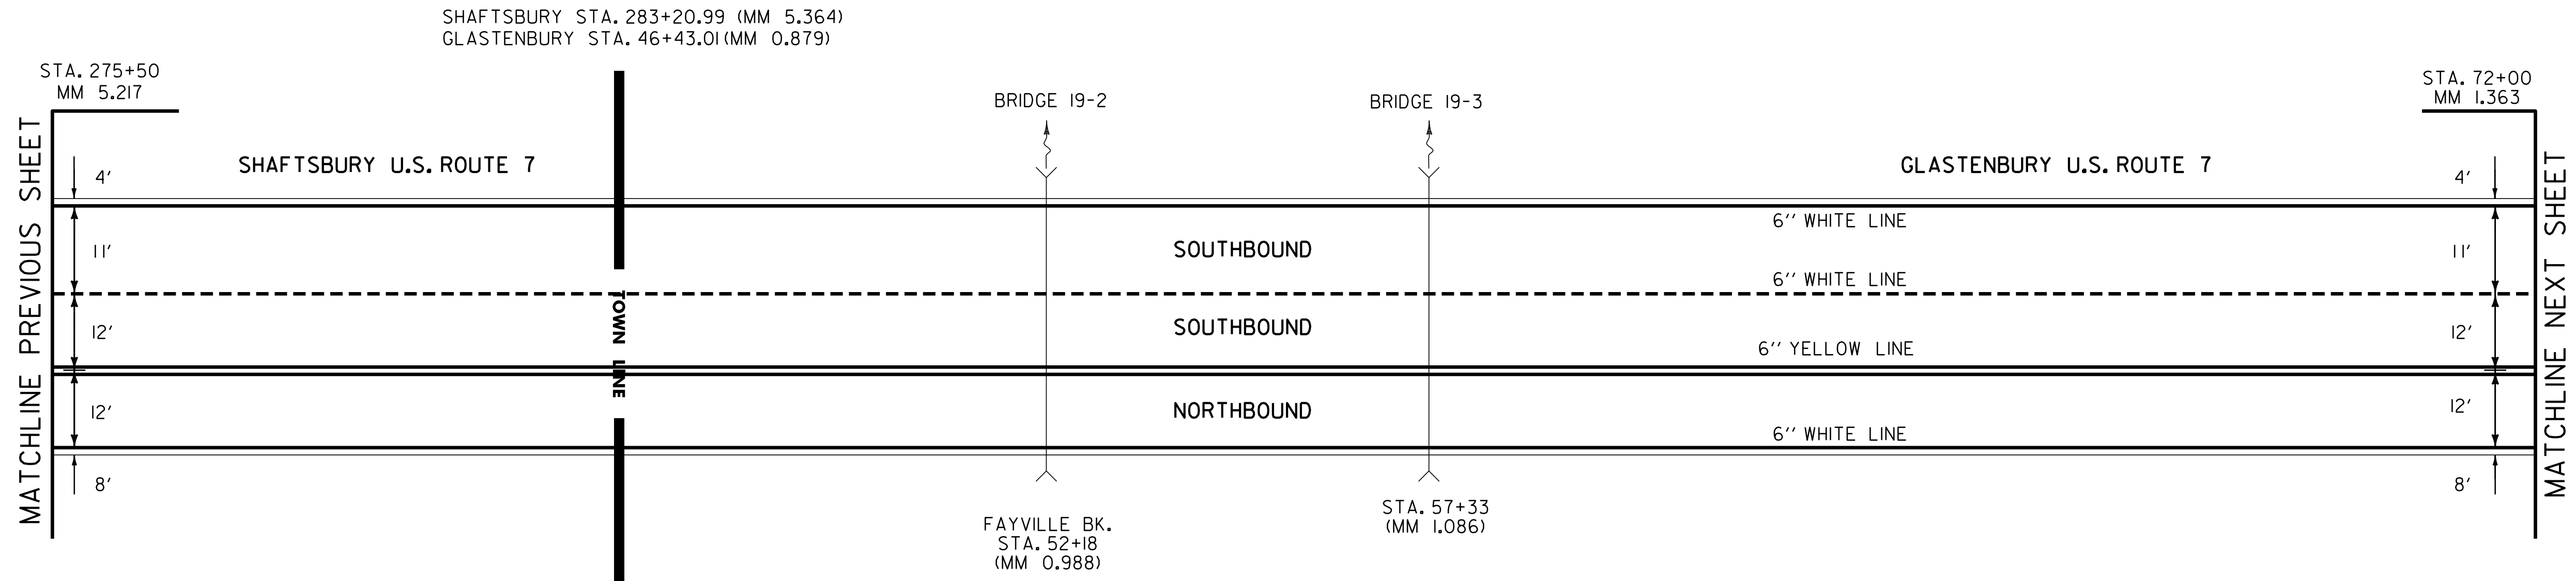 SHAFTSBURY STA. 283+20.99 (MM 5.364)
GLASTENBURY STA. 46+43.01 (MM 0.879)
STA. 275+50
MM 5.217
STA. 72+00
MM 1.363
BRIDGE 19-2
BRIDGE 19-3
SHAFTSBURY U.S. ROUTE 7
GLASTENBURY U.S. ROUTE 7
MATCHLINE PREVIOUS SHEET
MATCHLINE NEXT SHEET
4'
4'
6'' WHITE LINE
11'
SOUTHBOUND
11'
6'' WHITE LINE
TOWN LINE
12'
SOUTHBOUND
12'
6'' YELLOW LINE
12'
NORTHBOUND
12'
6'' WHITE LINE
8'
8'
FAYVILLE BK.
STA. 52+18
(MM 0.988)
STA. 57+33
(MM 1.086)